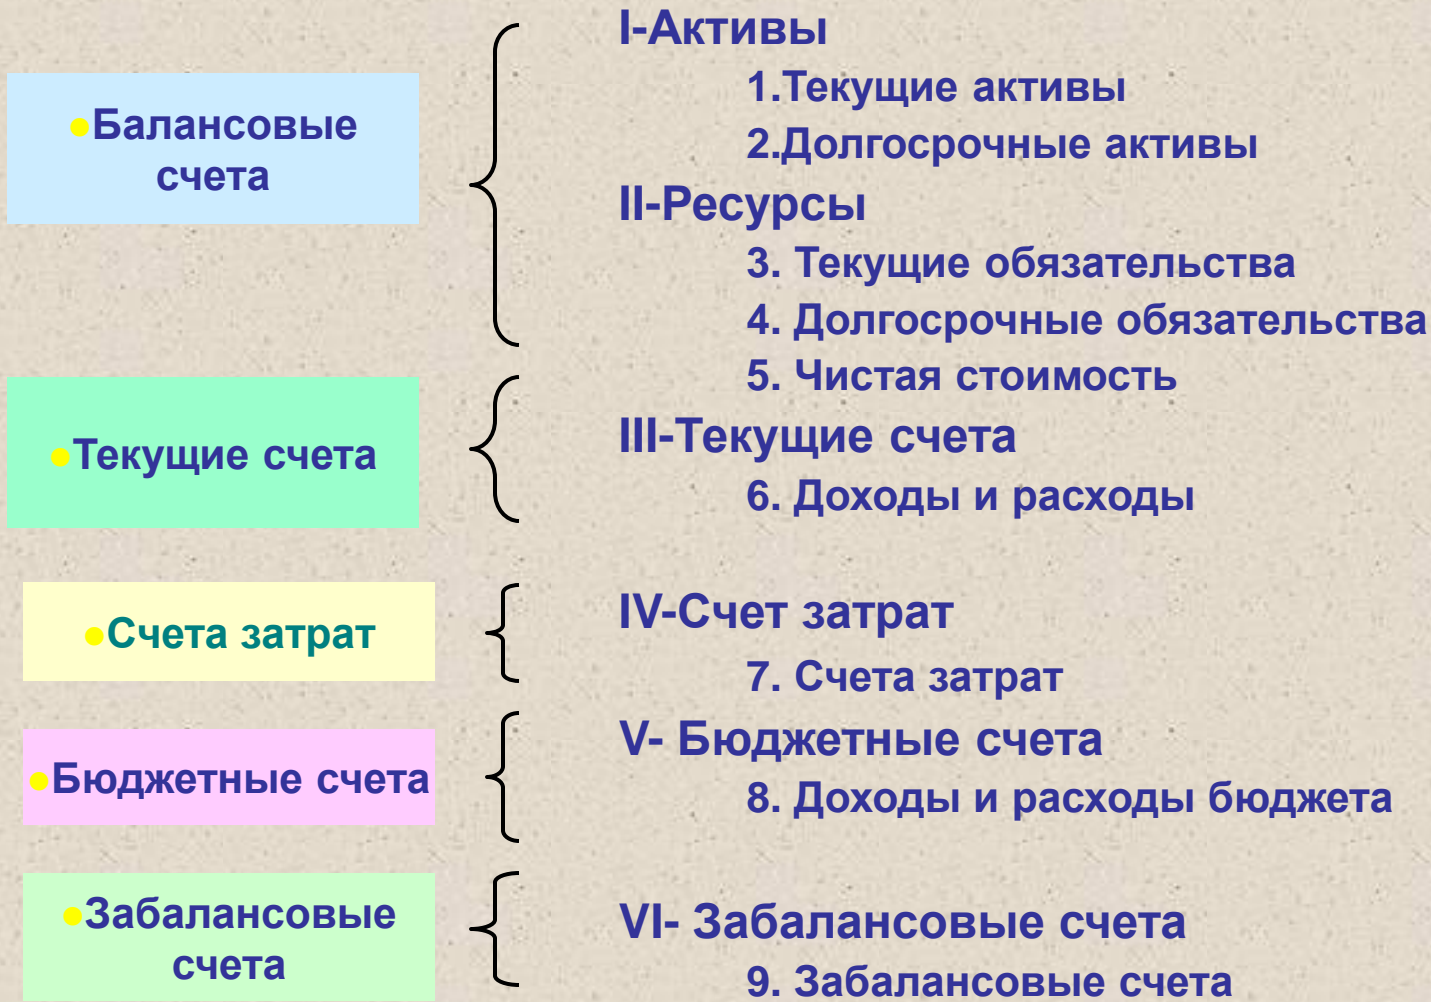 ●Балансовые
счета
I-Активы
1.Текущие активы
2.Долгосрочные активы
II-Ресурсы
3. Текущие обязательства
4. Долгосрочные обязательства
5. Чистая стоимость
●Текущие счета
III-Текущие счета
6. Доходы и расходы
●Счета затрат
IV-Счет затрат
7. Счета затрат
●Бюджетные счета
V- Бюджетные счета
8. Доходы и расходы бюджета
●Забалансовые
счета
VI- Забалансовые счета
9. Забалансовые счета